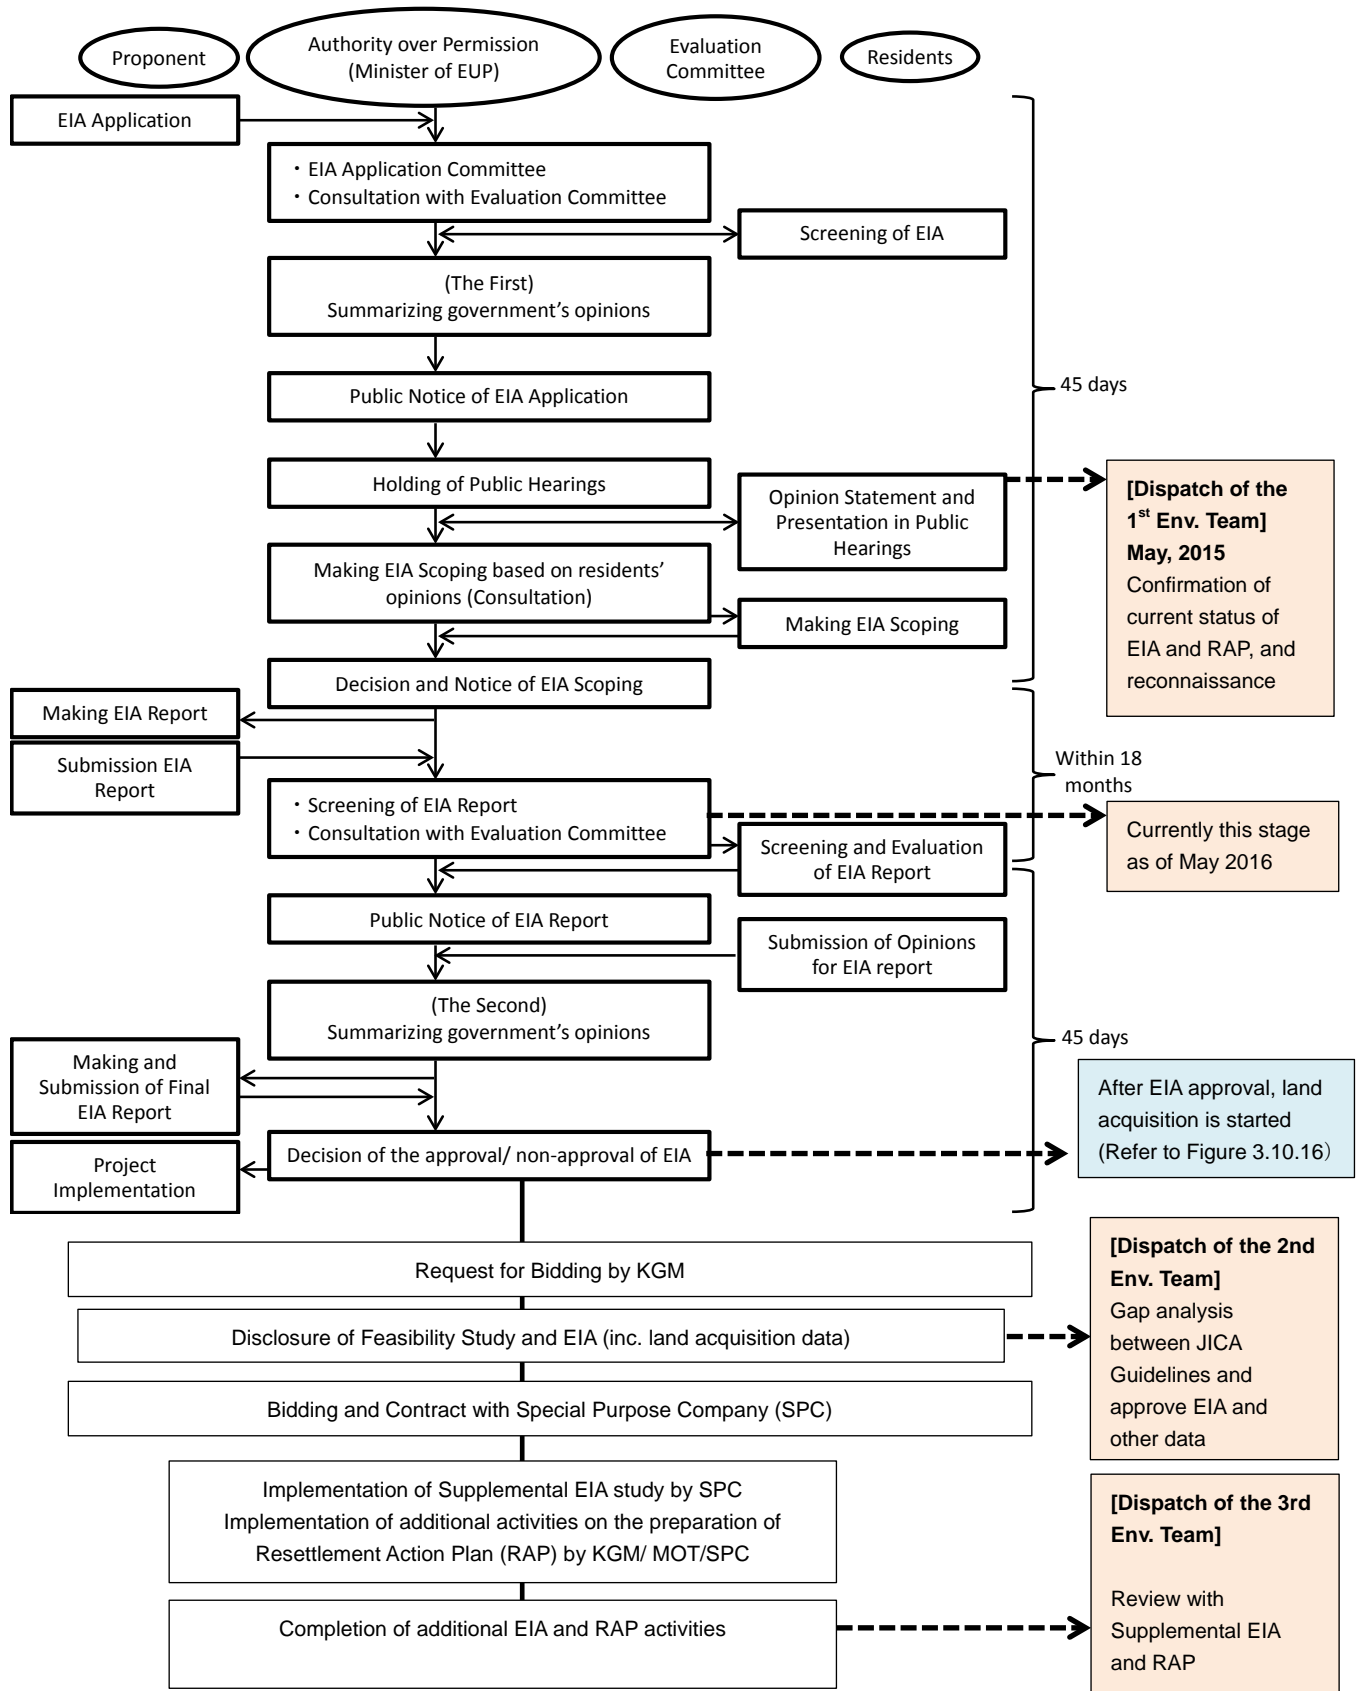 Proponent
Authority over Permission
(Minister of EUP)
Evaluation
Committee
Residents
EIA Application
・EIA Application Committee
・Consultation with Evaluation Committee
Screening of EIA
(The First)
Summarizing government’s opinions
Public Notice of EIA Application
45 days
Holding of Public Hearings
Opinion Statement and
Presentation in Public
Hearings
[Dispatch of the
1st Env. Team]
May, 2015
Confirmation of
current status of
EIA and RAP, and
reconnaissance
Making EIA Scoping based on residents’
opinions (Consultation)
Making EIA Scoping
Decision and Notice of EIA Scoping
Making EIA Report
Submission EIA
Report
Within 18
months
・Screening of EIA Report
・Consultation with Evaluation Committee
Screening and Evaluation
of EIA Report
Currently this stage
as of May 2016
Public Notice of EIA Report
Submission of Opinions
for EIA report
(The Second)
Summarizing government’s opinions
45 days
Making and
Submission of Final
EIA Report
After EIA approval, land
acquisition is started
(Refer to Figure 3.10.16）
Decision of the approval/ non-approval of EIA
Project
Implementation
Request for Bidding by KGM
[Dispatch of the 2nd
Env. Team]
Gap analysis
between JICA
Guidelines and
approve EIA and
other data
Disclosure of Feasibility Study and EIA (inc. land acquisition data)
Bidding and Contract with Special Purpose Company (SPC)
Implementation of Supplemental EIA study by SPC
Implementation of additional activities on the preparation of
Resettlement Action Plan (RAP) by KGM/ MOT/SPC
[Dispatch of the 3rd
Env. Team]
Review with
Supplemental EIA
and RAP
Completion of additional EIA and RAP activities